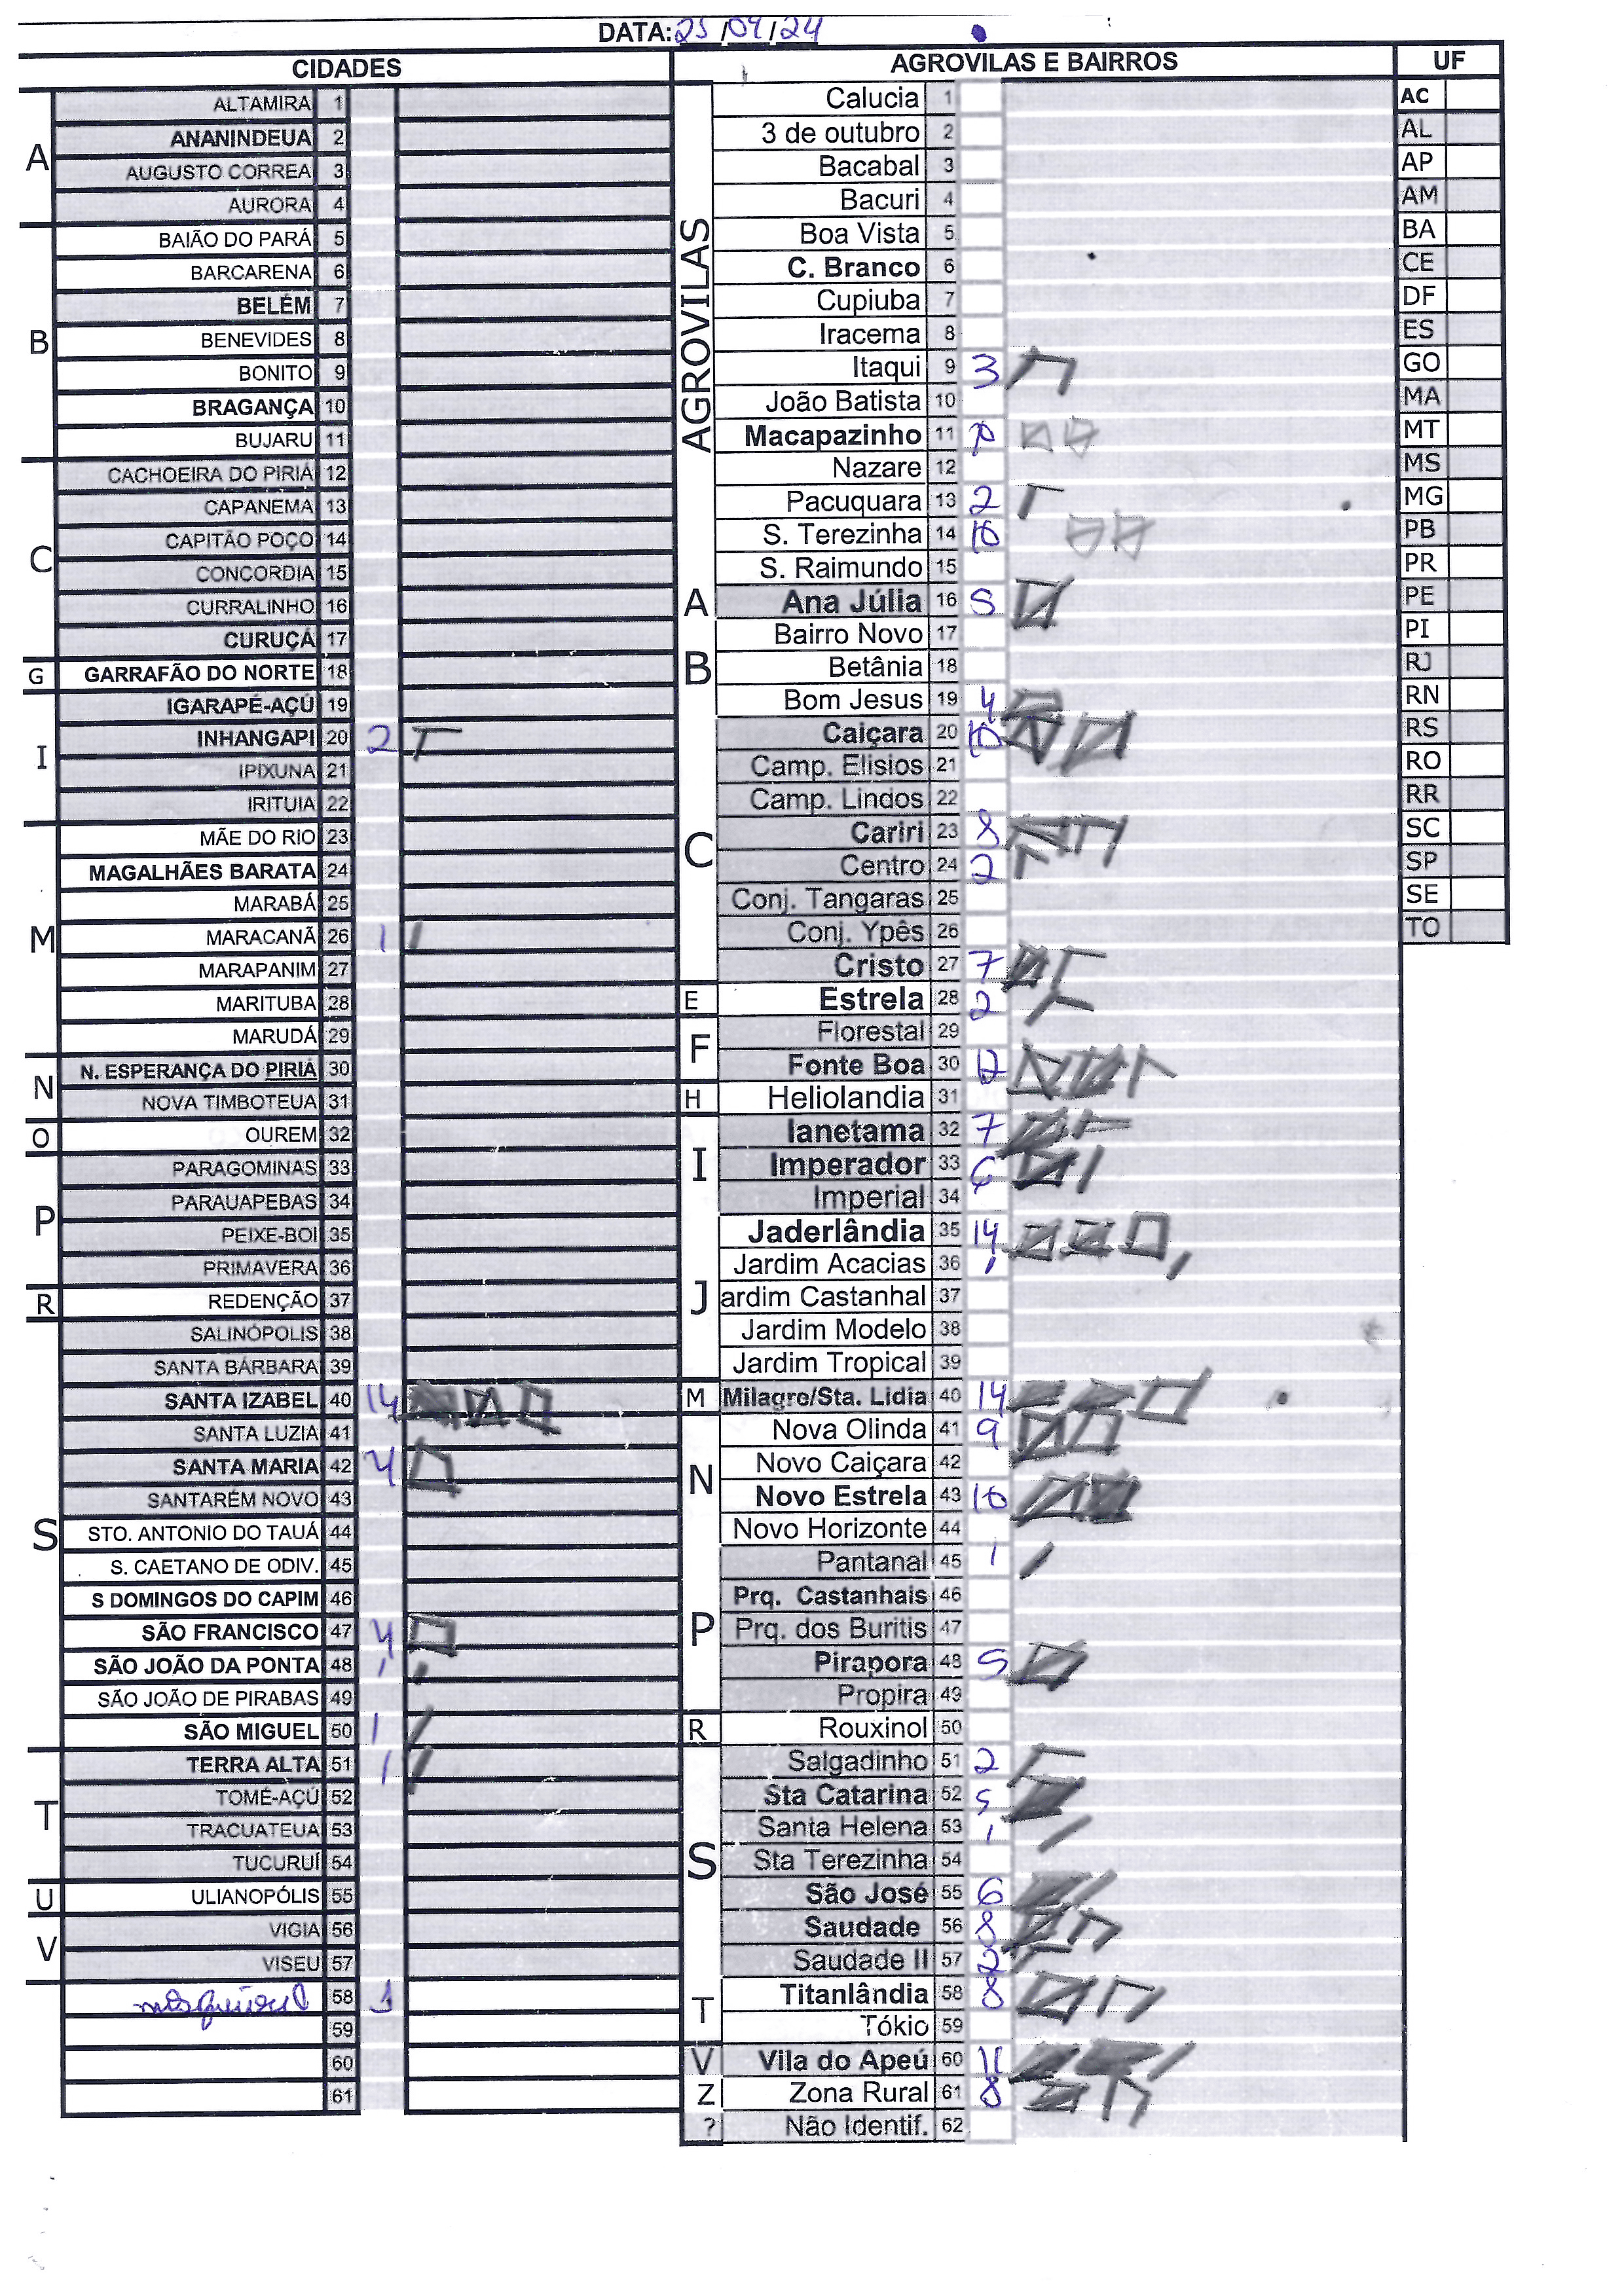 DATA: 25/04/24
CIDADES
A
ALTAMIRA 1
ANANINDEUA 2
AUGUSTO CORREA 3
AURORA 4
B
BAIÃO DO PARÁ 5
BARCARENA 6
BELÉM 7
BENEVIDES 8
BONITO 9
BRAGANÇA 10
BUJARU 11
C
CACHOEIRA DO PIRIÁ 12
CAPANEMA 13
CAPITÃO POÇO 14
CONCORDIA 15
CURRALINHO 16
CURUÇÁ 17
G
GARRAFÃO DO NORTE 18
I
IGARAPÉ-AÇÚ 19
INHANGAPI 20 2
IPIXUNA 21
IRITUIA 22
M
MÃE DO RIO 23
MAGALHÃES BARATA 24
MARABÁ 25
MARACANÃ 26 1
MARAPANIM 27
MARITUBA 28
MARUDÁ 29
N
N. ESPERANÇA DO PIRIÁ 30
NOVA TIMBOTEUA 31
O
OUREM 32
P
PARAGOMINAS 33
PARAUAPEBAS 34
PEIXE-BOI 35
PRIMAVERA 36
R
REDENÇÃO 37
S
SALINÓPOLIS 38
SANTA BÁRBARA 39
SANTA IZABEL 40 14
SANTA LUZIA 41
SANTA MARIA 42 4
SANTARÉM NOVO 43
STO. ANTONIO DO TAUÁ 44
S. CAETANO DE ODIV. 45
S DOMINGOS DO CAPIM 46
SÃO FRANCISCO 47 4
SÃO JOÃO DA PONTA 48 1
SÃO JOÃO DE PIRABAS 49
SÃO MIGUEL 50 1
T
TERRA ALTA 51 1
TOMÉ-AÇÚ 52
TRACUATEUA 53
TUCURUÍ 54
U
ULIANOPÓLIS 55
V
VIGIA 56
VISEU 57
58 1
59
60
61
AGROVILAS E BAIRROS
AGROVILAS
Calucia 1
3 de outubro 2
Bacabal 3
Bacuri 4
Boa Vista 5
C. Branco 6
Cupiuba 7
Iracema 8
Itaqui 9 3
João Batista 10
Macapazinho 11 10
Nazare 12
Pacuquara 13 2
S. Terezinha 14 10
S. Raimundo 15
A
Ana Júlia 16 5
B
Bairro Novo 17
Betânia 18
Bom Jesus 19 4
C
Caiçara 20 10
Camp. Elisios 21
Camp. Lindos 22
Cariri 23 8
Centro 24 2
Conj. Tangaras 25
Conj. Ypês 26
Cristo 27 7
E
Estrela 28 2
F
Florestal 29
Fonte Boa 30 12
H
Heliolandia 31
I
Ianetama 32 7
Imperador 33 6
Imperial 34
J
Jaderlândia 35 14
Jardim Acacias 36 1
ardim Castanhal 37
Jardim Modelo 38
Jardim Tropical 39
M
Milagre/Sta. Lidia 40 14
N
Nova Olinda 41 9
Novo Caiçara 42
Novo Estrela 43 10
Novo Horizonte 44
P
Pantanal 45 1
Prq. Castanhais 46
Prq. dos Buritis 47
Pirapora 48 5
Propira 49
R
Rouxinol 50
S
Salgadinho 51 2
Sta Catarina 52 5
Santa Helena 53 1
Sta Terezinha 54
São José 55 6
Saudade 56 8
Saudade II 57 2
T
Titanlândia 58 8
Tókio 59
V
Vila do Apeú 60 11
Z
Zona Rural 61 8
?
Não Identif. 62
UF
AC
AL
AP
AM
BA
CE
DF
ES
GO
MA
MT
MS
MG
PB
PR
PE
PI
RJ
RN
RS
RO
RR
SC
SP
SE
TO